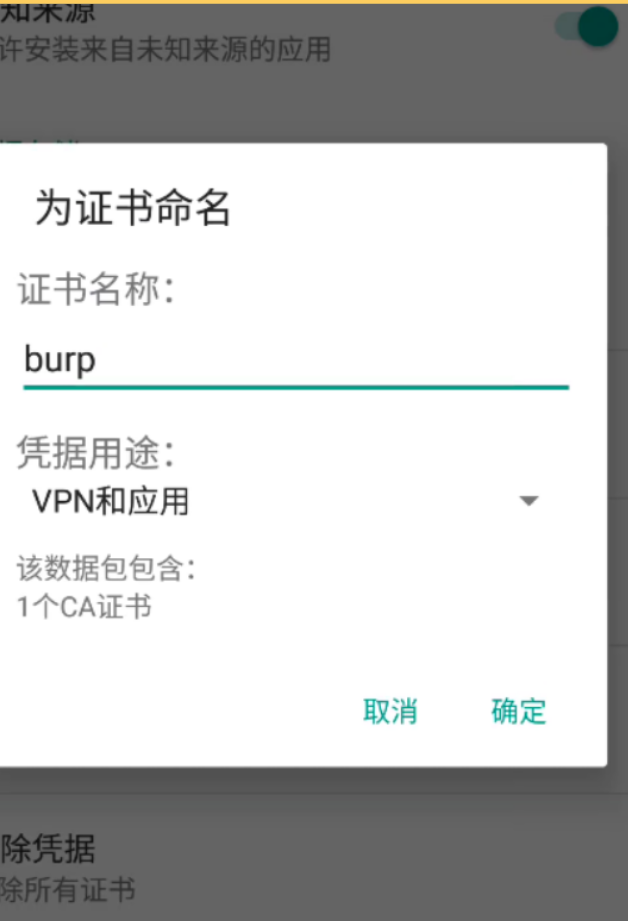 知来源
许安装来自未知来源的应用
为证书命名
证书名称：
burp
凭据用途：
VPN和应用
该数据包包含：
1个CA证书
取消 确定
除凭据
除所有证书